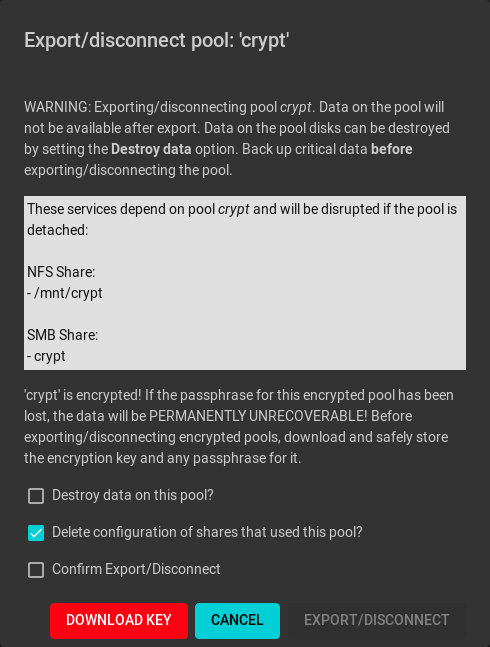 Export/disconnect pool: 'crypt'
WARNING: Exporting/disconnecting pool crypt. Data on the pool will
not be available after export. Data on the pool disks can be destroyed
by setting the Destroy data option. Back up critical data before
exporting/disconnecting the pool.
These services depend on pool crypt and will be disrupted if the pool is
detached:
NFS Share:
- /mnt/crypt
SMB Share:
- crypt
'crypt' is encrypted! If the passphrase for this encrypted pool has been
lost, the data will be PERMANENTLY UNRECOVERABLE! Before
exporting/disconnecting encrypted pools, download and safely store
the encryption key and any passphrase for it.
Destroy data on this pool?
Delete configuration of shares that used this pool?
Confirm Export/Disconnect
DOWNLOAD KEY CANCEL EXPORT/DISCONNECT